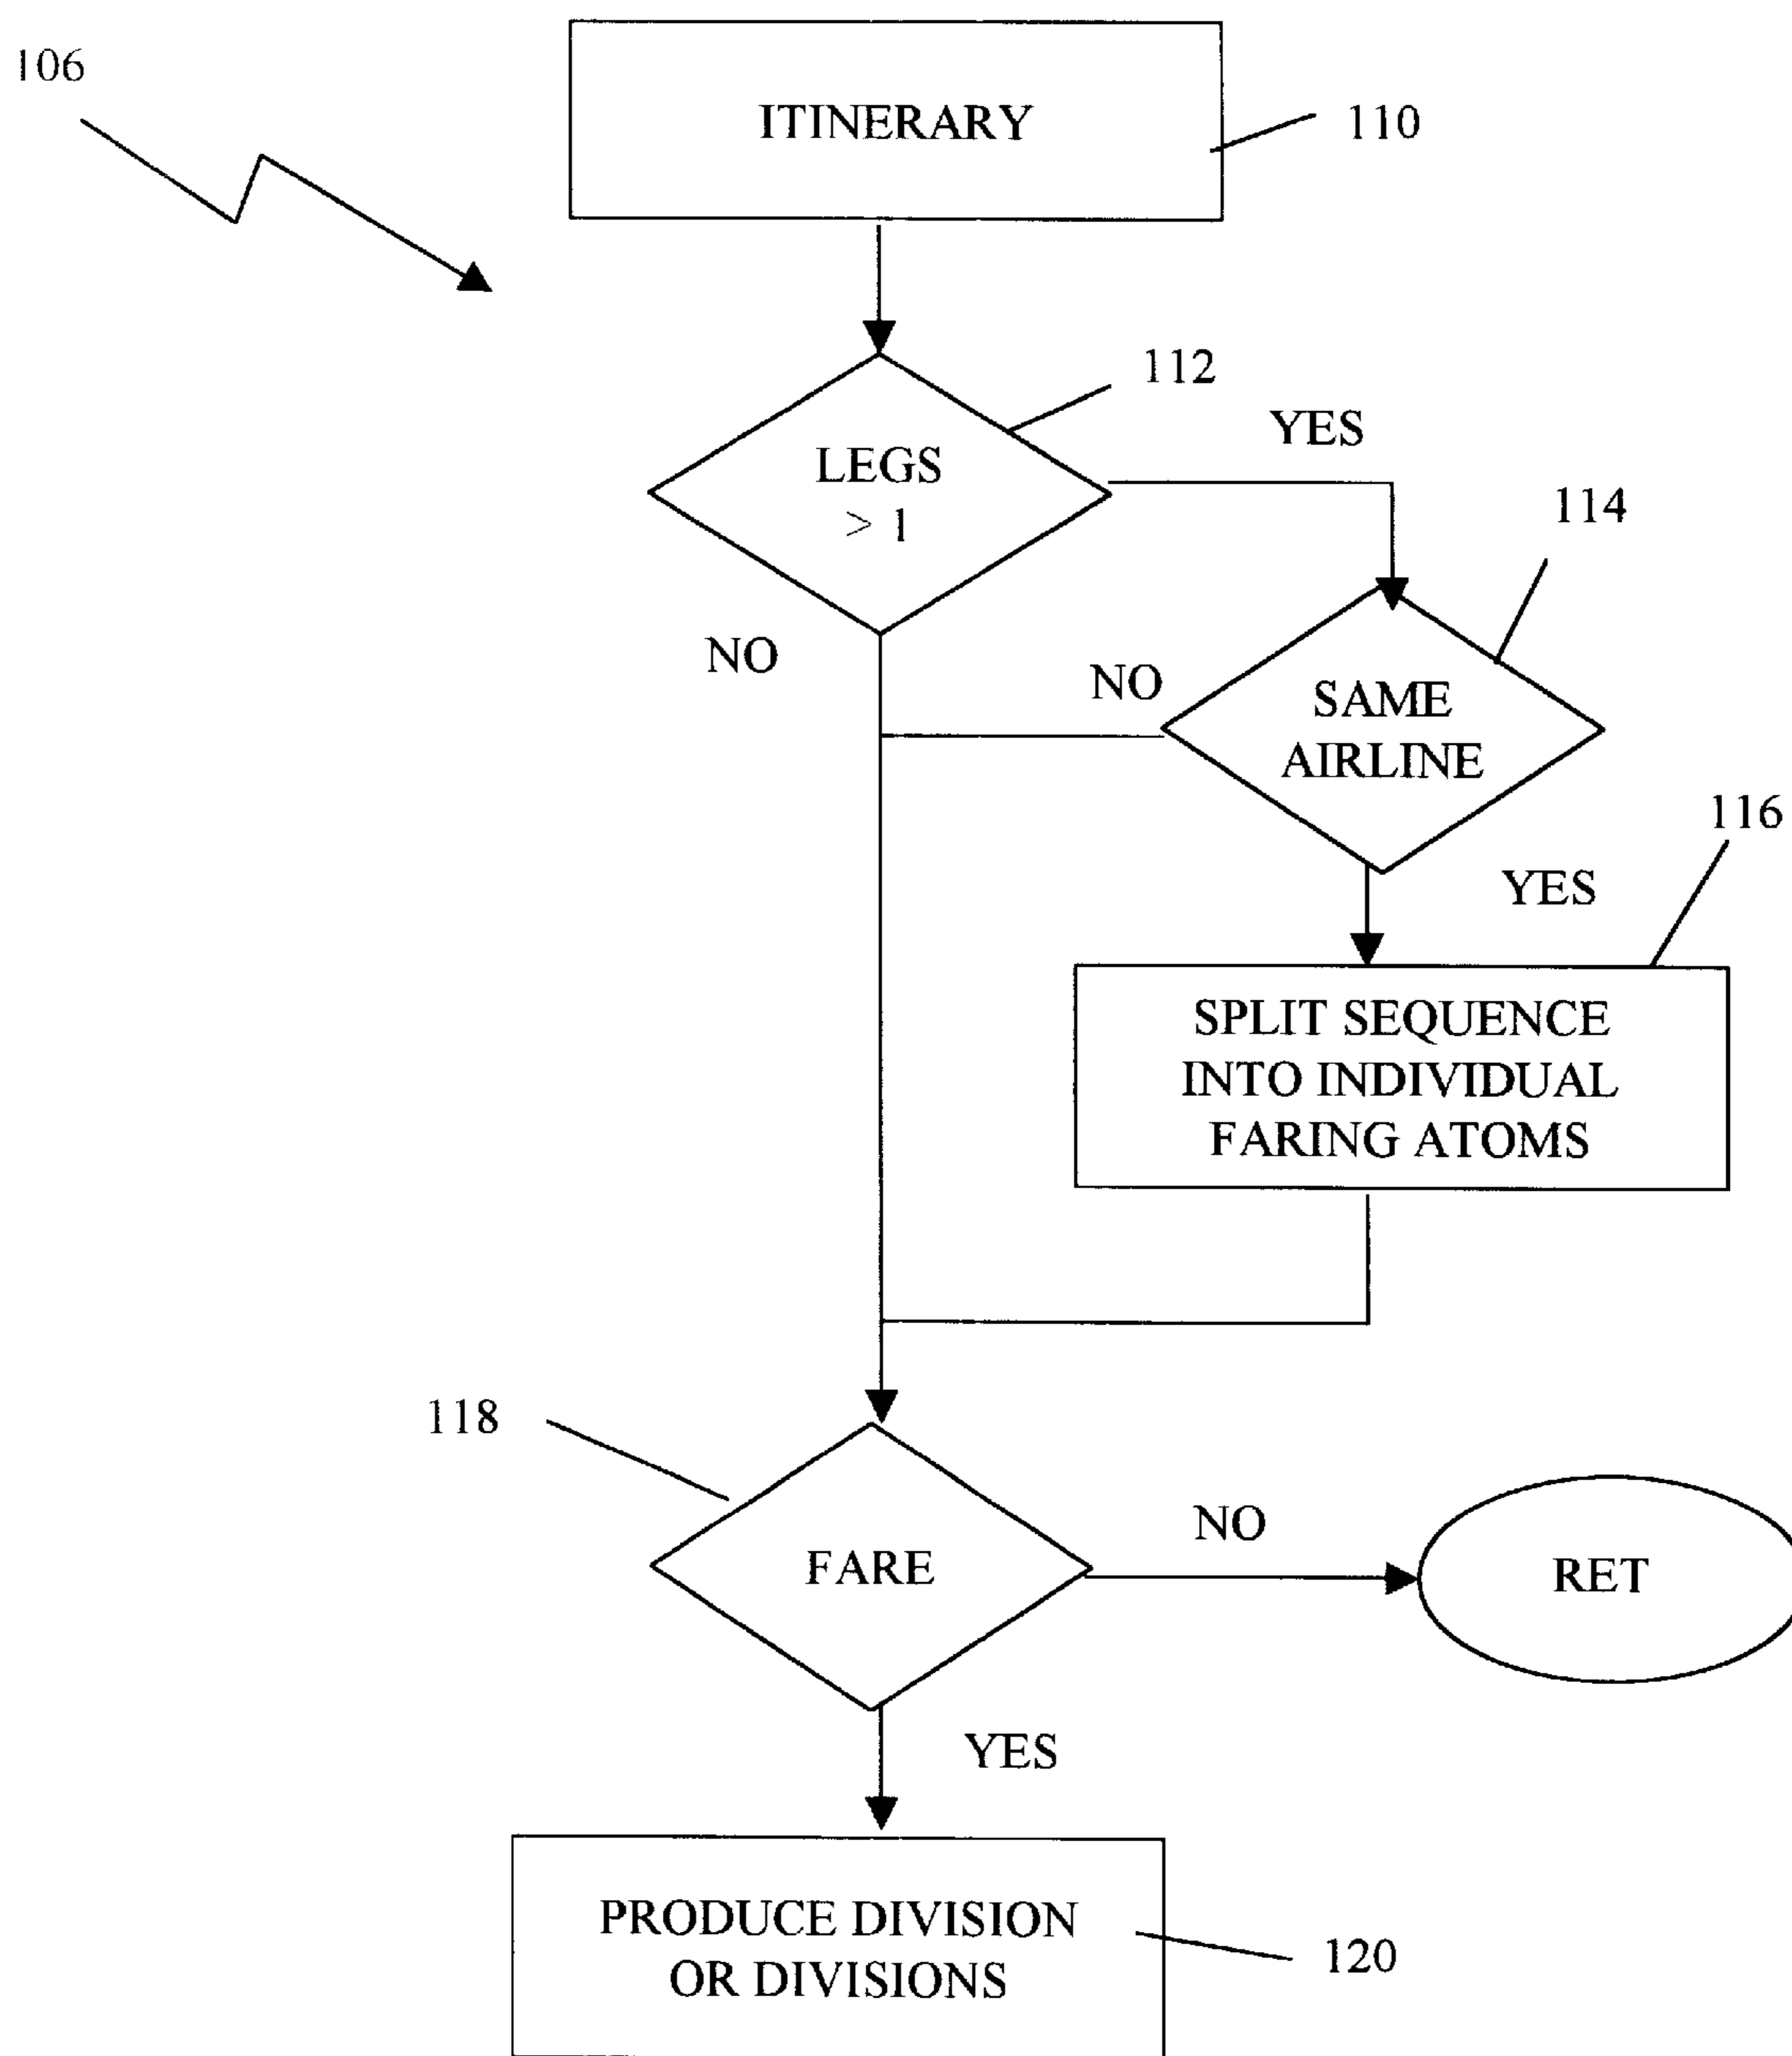 106
ITINERARY
110
112
LEGS
> 1
YES
114
NO
NO
SAME
AIRLINE
116
YES
SPLIT SEQUENCE
INTO INDIVIDUAL
FARING ATOMS
118
FARE
NO
RET
YES
PRODUCE DIVISION
OR DIVISIONS
120